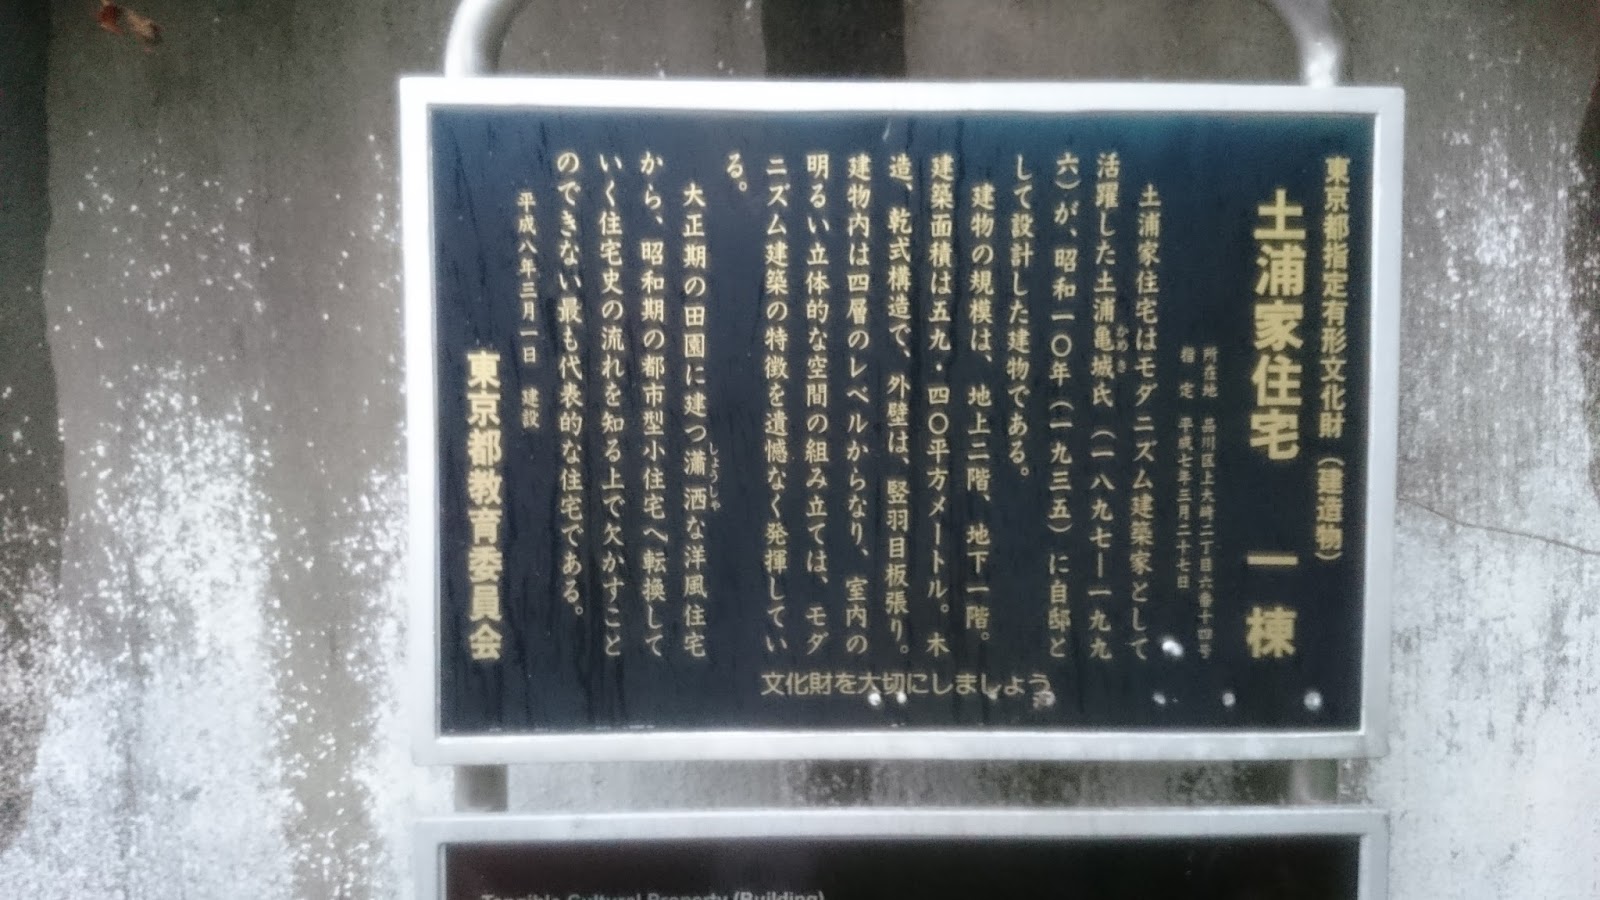 東京都指定有形文化財（建造物）
土浦家住宅 一棟
所在地 品川区上大崎二丁目六番十四号
指定 平成七年三月二十七日
土浦家住宅はモダニズム建築家として
活躍した土浦亀城氏（一八九七―一九九
かめき
六）が、昭和一〇年（一九三五）に自邸と
して設計した建物である。
建物の規模は、地上二階、地下一階。
建築面積は五九・四〇平方メートル。木
造、乾式構造で、外壁は、竪羽目板張り。
建物内は四層のレベルからなり、室内の
明るい立体的な空間の組み立ては、モダ
ニズム建築の特徴を遺憾なく発揮してい
る。
大正期の田園に建つ瀟洒な洋風住宅
しょうしゃ
から、昭和期の都市型小住宅へ転換して
いく住宅史の流れを知る上で欠かすこと
のできない最も代表的な住宅である。
平成八年三月一日 建設
東京都教育委員会
文化財を大切にしましょう
Tangible Cultural Property (Building)